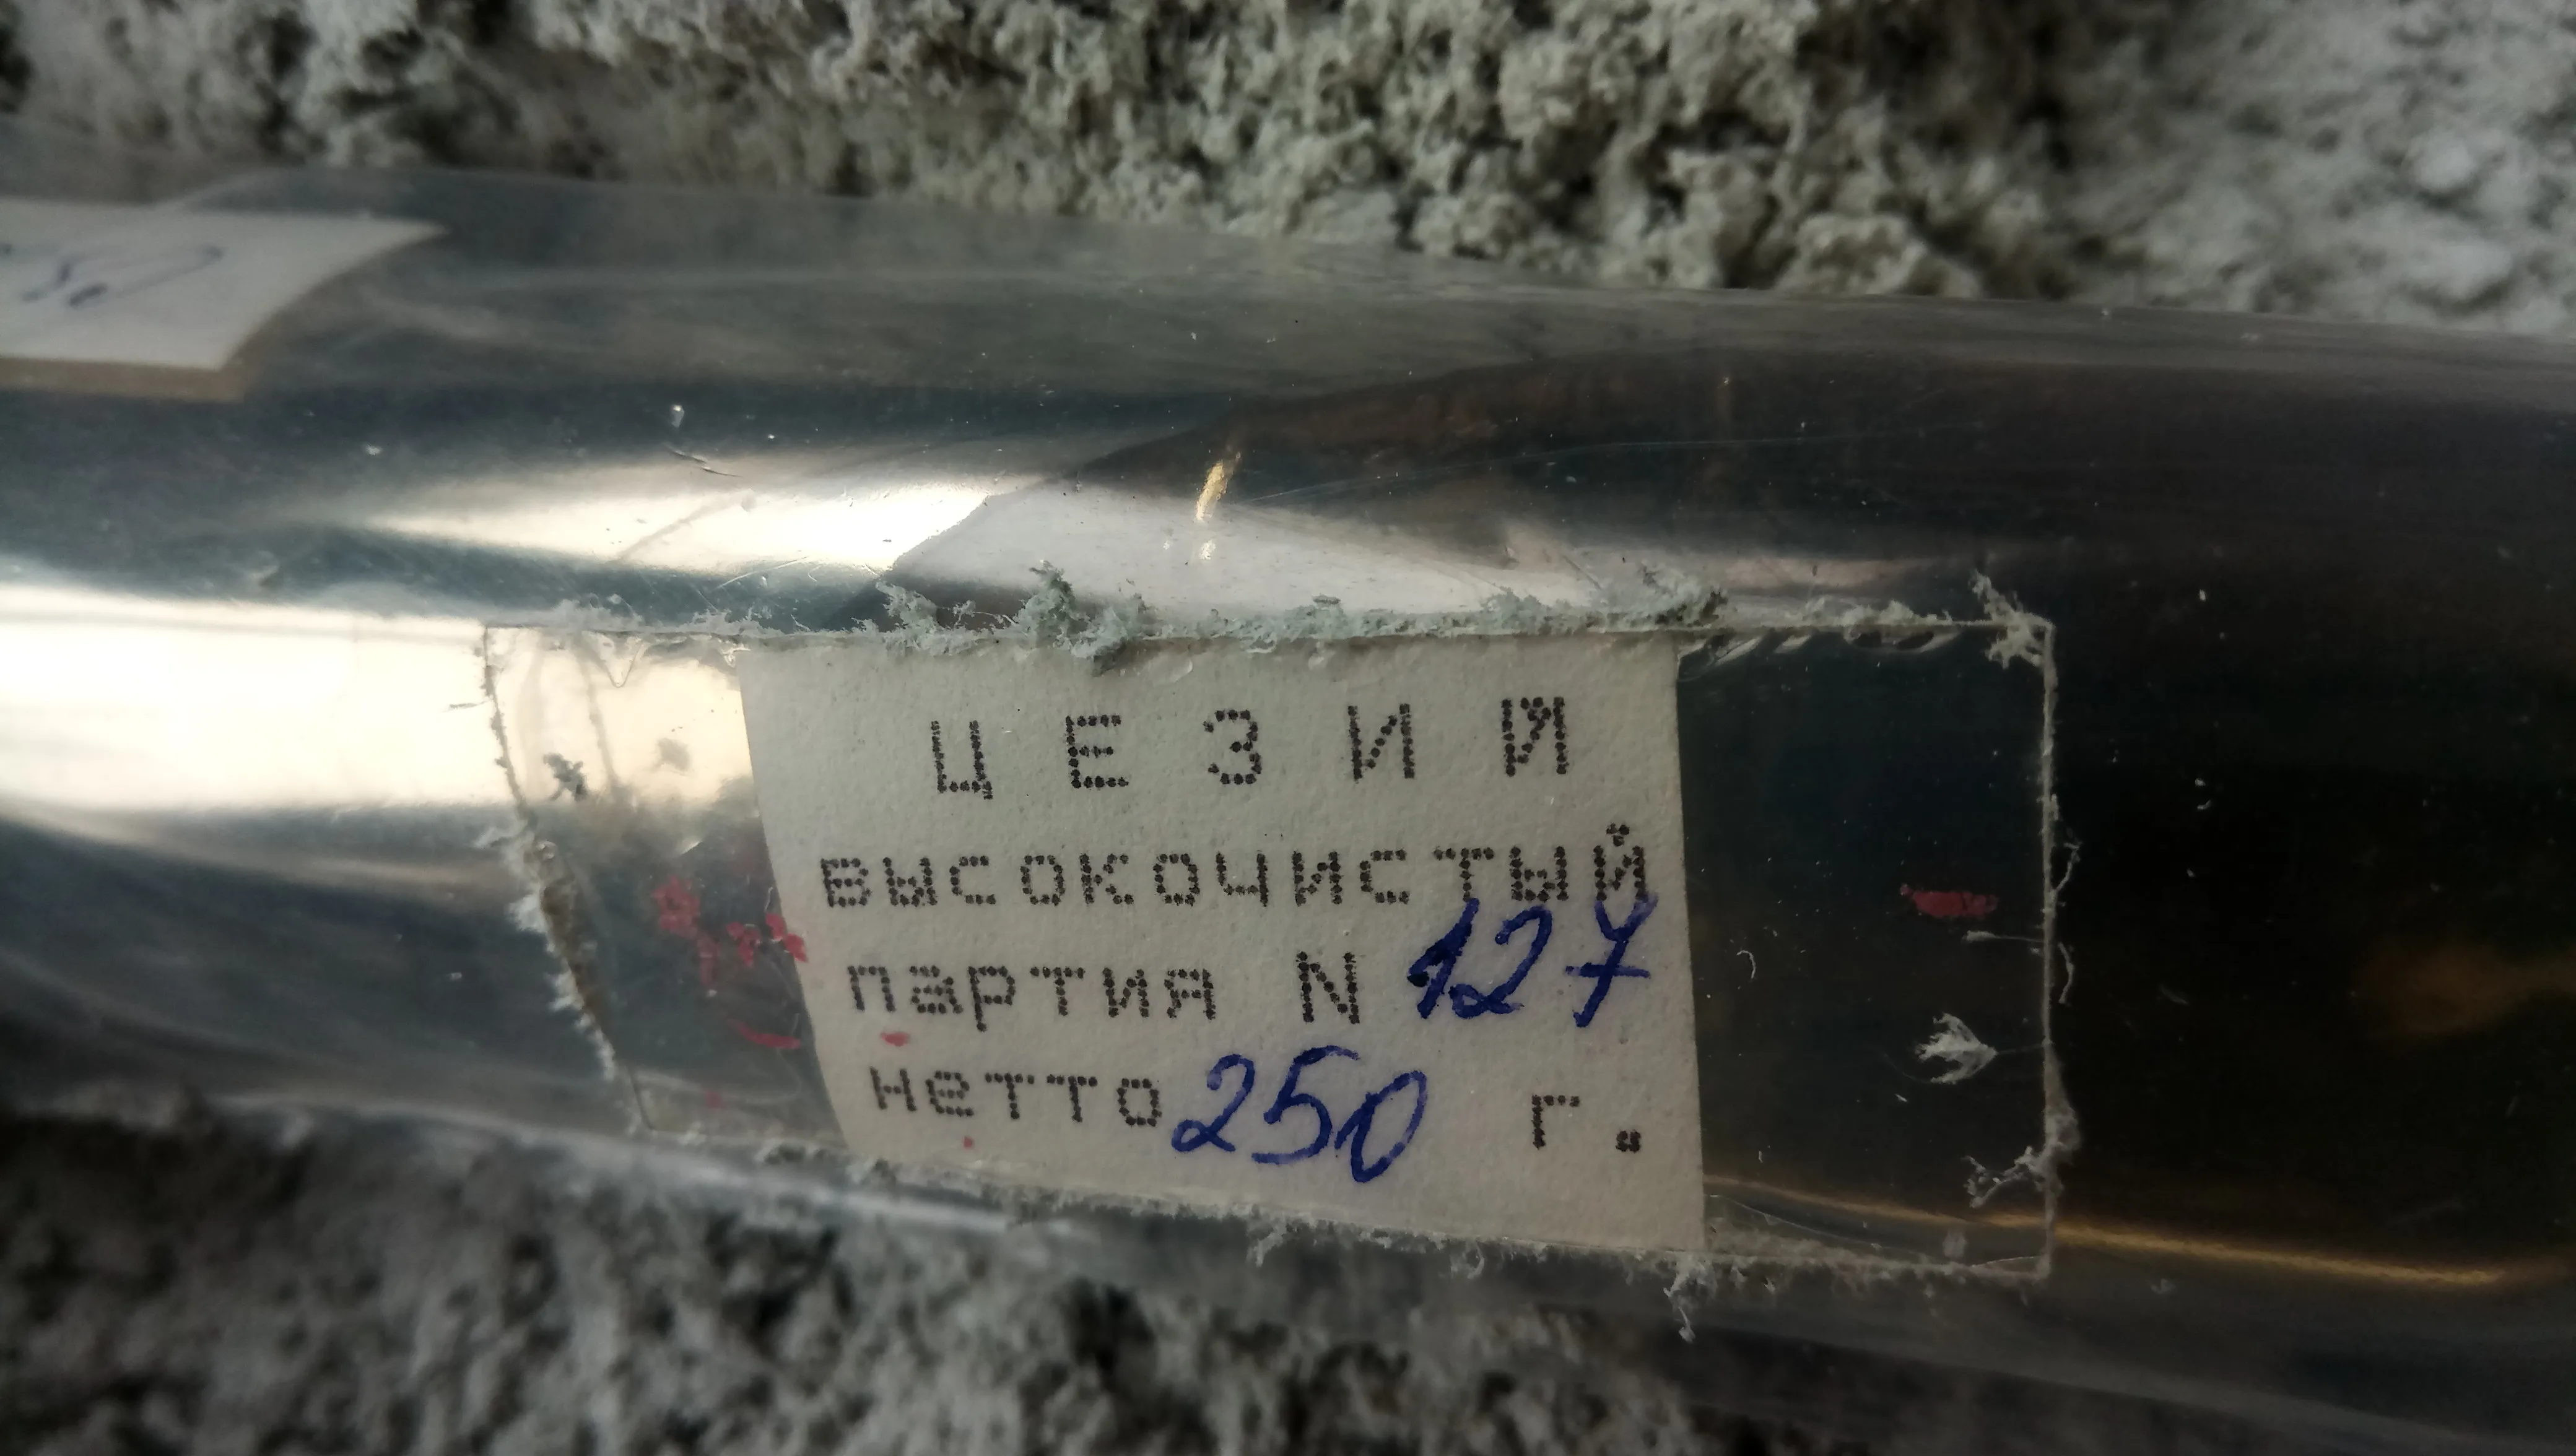 ЦЕЗИЙ
высокочистый
партия N 127
нетто 250 г.